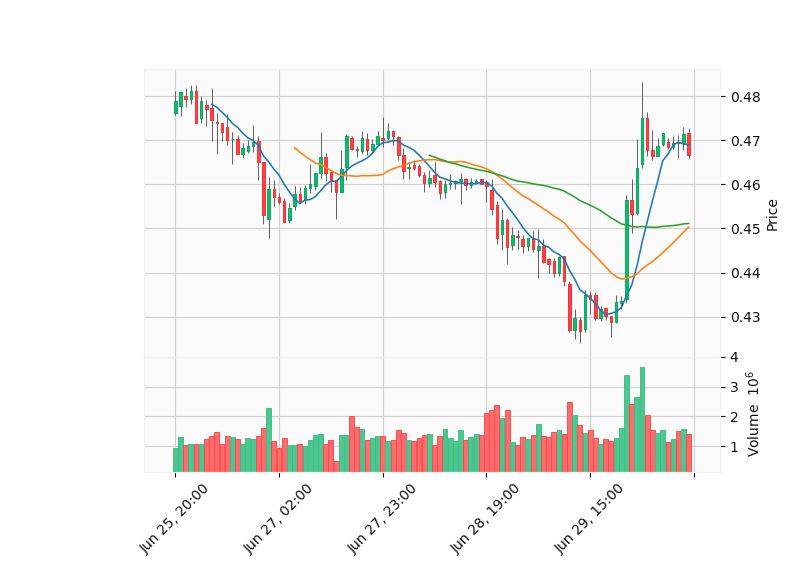 0.48
0.47
0.46
0.45
0.44
0.43
Price
4
3
2
1
Volume 10^6
Jun 25, 20:00
Jun 27, 02:00
Jun 27, 23:00
Jun 28, 19:00
Jun 29, 15:00